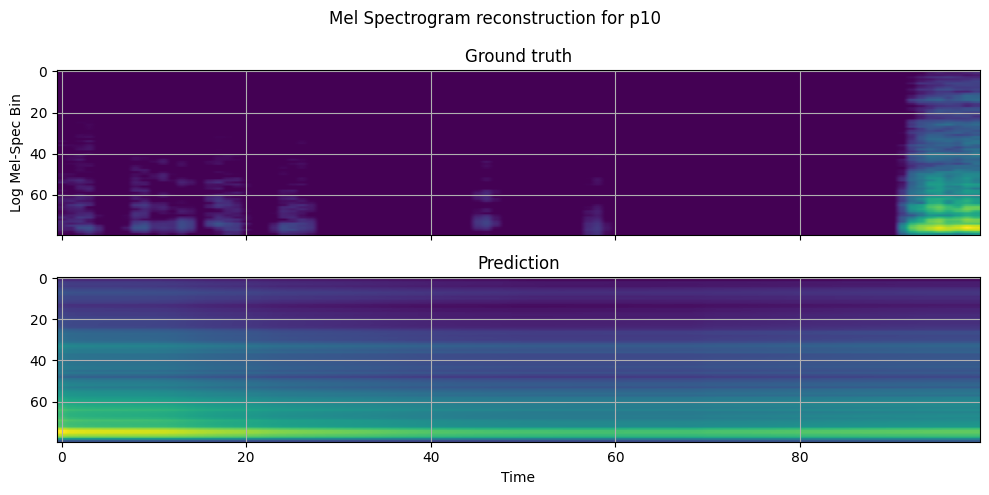 Mel Spectrogram reconstruction for p10
Ground truth
Log Mel-Spec Bin
0
20
40
60
Prediction
0
20
40
60
0 20 40 60 80
Time